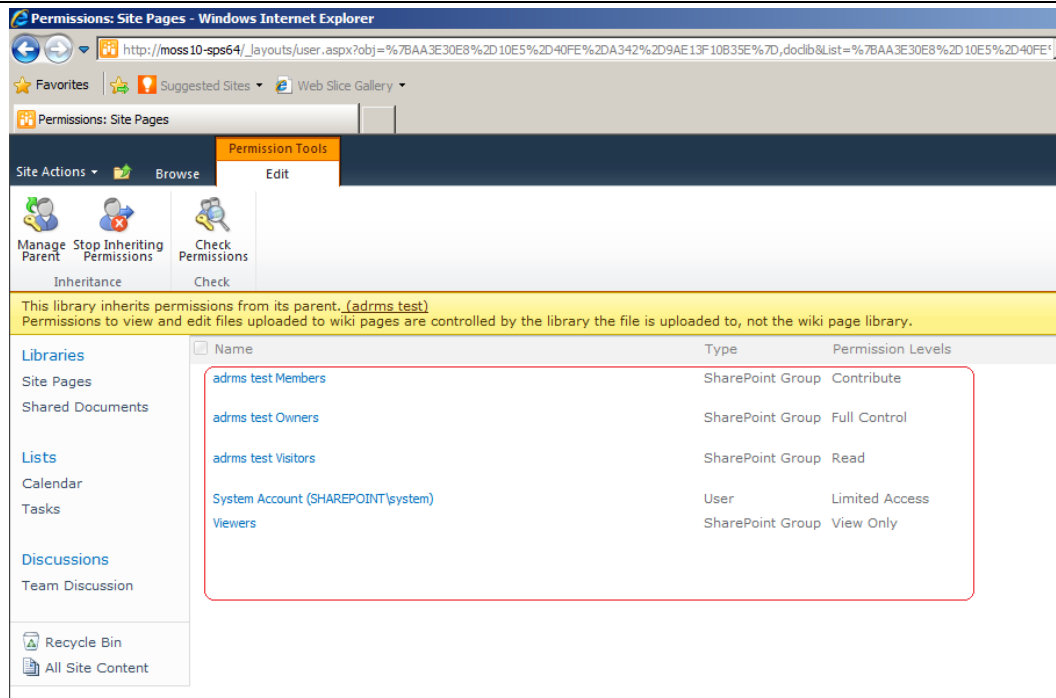 Permissions: Site Pages - Windows Internet Explorer
http://moss10-sps64/_layouts/user.aspx?obj=%7BAA3E30E8%2D10E5%2D40FE%2DA342%2D9AE13F10B35E%7D,doclib&List=%7BAA3E30E8%2D10E5%2D40FE%
Favorites Suggested Sites Web Slice Gallery
Permissions: Site Pages
Permission Tools
Site Actions Browse Edit
Manage Parent Stop Inheriting Permissions Check Permissions
Inheritance Check
This library inherits permissions from its parent. (adrms test)
Permissions to view and edit files uploaded to wiki pages are controlled by the library the file is uploaded to, not the wiki page library.
Libraries
Site Pages
Shared Documents
Lists
Calendar
Tasks
Discussions
Team Discussion
Recycle Bin
All Site Content
Name Type Permission Levels
adrms test Members SharePoint Group Contribute
adrms test Owners SharePoint Group Full Control
adrms test Visitors SharePoint Group Read
System Account (SHAREPOINT\system) User Limited Access
Viewers SharePoint Group View Only